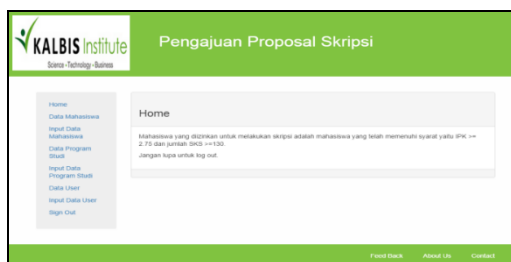 KALBIS Institute
Science - Technology - Business
Pengajuan Proposal Skripsi
Home
Data Mahasiswa
Input Data
Mahasiswa
Data Program
Studi
Input Data
Program Studi
Data User
Input Data User
Sign Out
Home
Mahasiswa yang diizinkan untuk melakukan skripsi adalah mahasiswa yang telah memenuhi syarat yaitu IPK >=
2.73 dan jumlah SKS >=130.
Jangan lupa untuk log out.
Feed Back About Us Contact